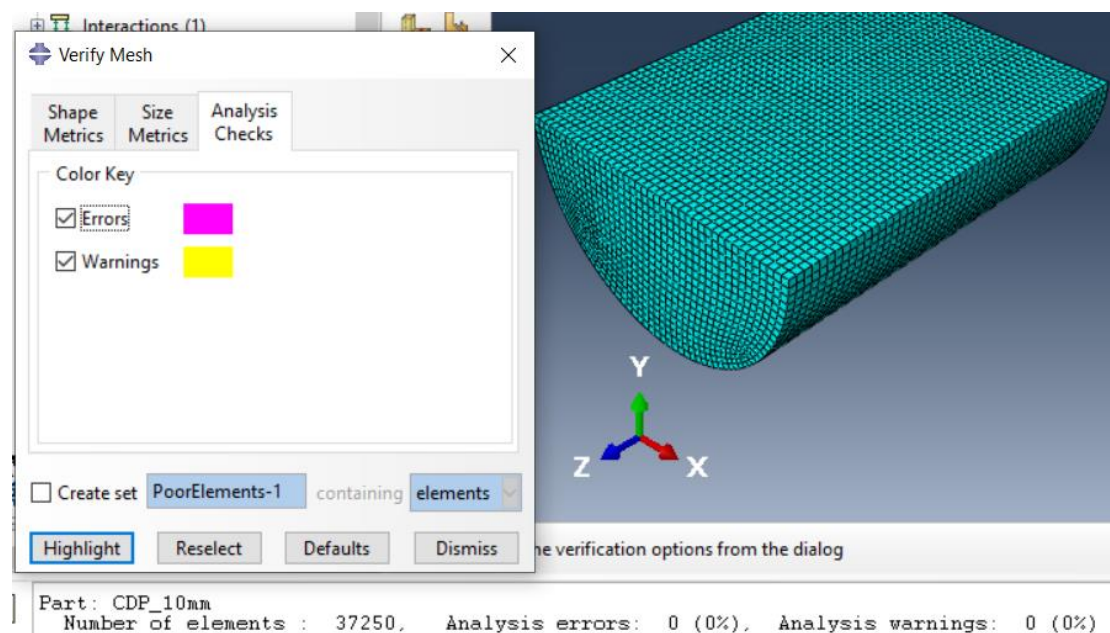 Interactions (1)
Verify Mesh
Shape Metrics
Size Metrics
Analysis Checks
Color Key
Errors
Warnings
Create set PoorElements-1 containing elements
Highlight Reselect Defaults Dismiss
verification options from the dialog
Part: CDP_10mm
Number of elements : 37250, Analysis errors: 0 (0%), Analysis warnings: 0 (0%)
Y
Z X